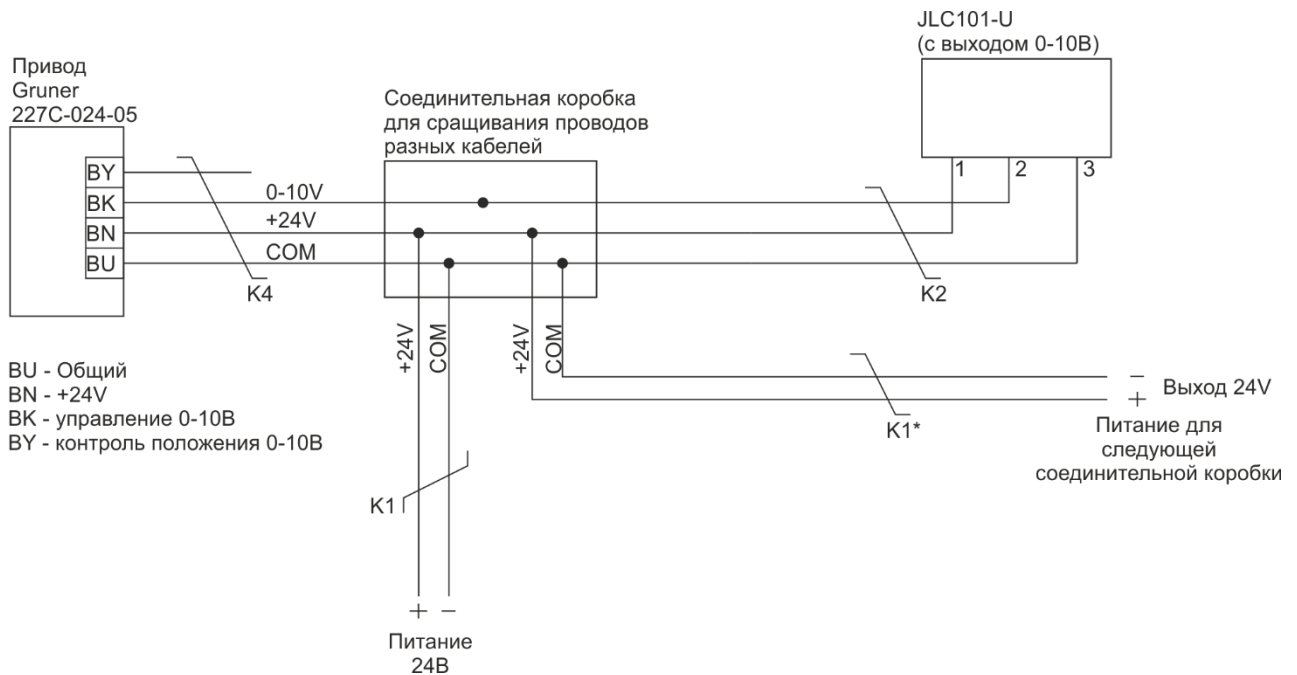 JLC101-U
(с выходом 0-10В)
Привод
Gruner
227C-024-05
Соединительная коробка
для сращивания проводов
разных кабелей
BY
BK
BN
BU
0-10V
+24V
COM
K4
1
2
3
K2
+24V
COM
+24V
COM
BU - Общий
BN - +24V
BK - управление 0-10В
BY - контроль положения 0-10В
K1*
−
+
Выход 24V
Питание для
следующей
соединительной коробки
K1
+
−
Питание
24В